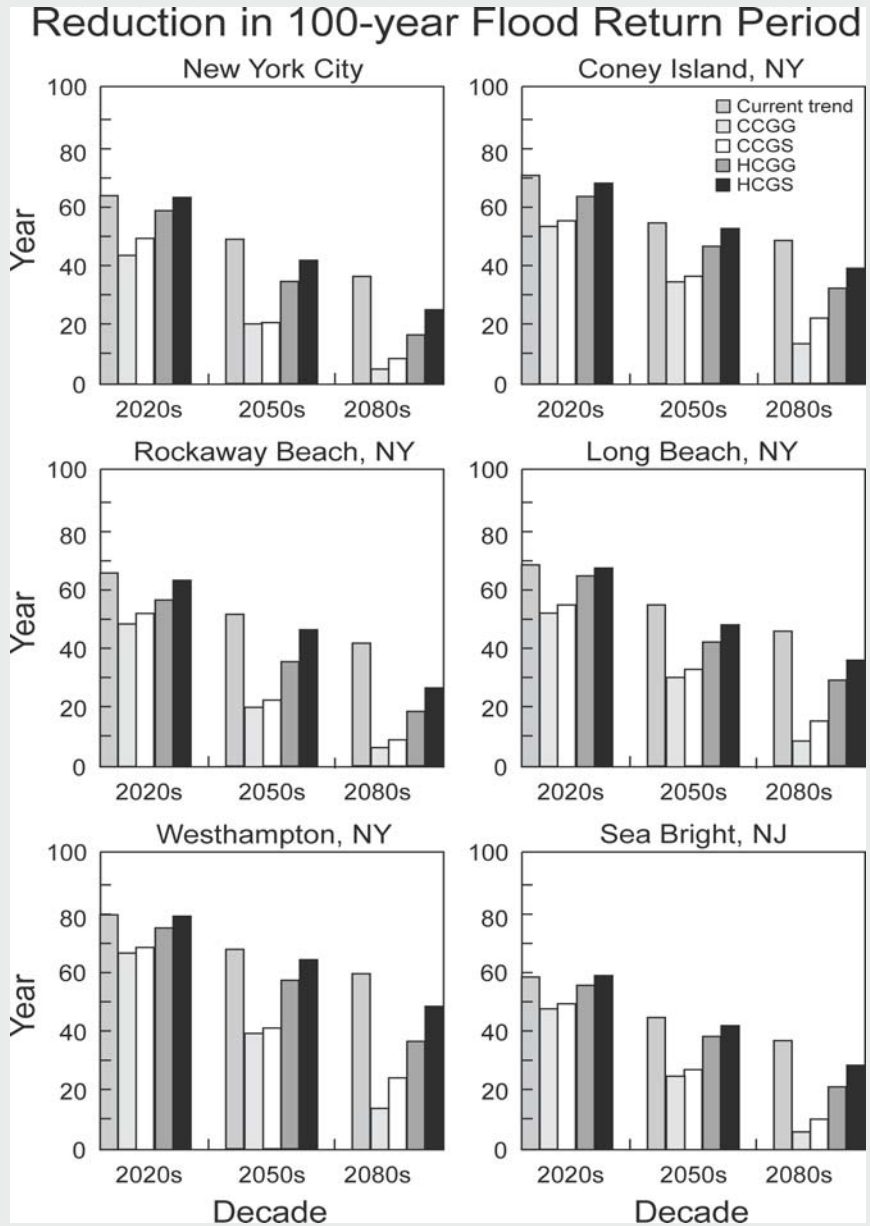 Reduction in 100-year Flood Return Period
New York City
Year
100
80
60
40
20
0
2020s 2050s 2080s
Coney Island, NY
100
80
60
40
20
0
Current trend
CCGG
CCGS
HCGG
HCGS
2020s 2050s 2080s
Rockaway Beach, NY
Year
100
80
60
40
20
0
2020s 2050s 2080s
Long Beach, NY
100
80
60
40
20
0
2020s 2050s 2080s
Westhampton, NY
Year
100
80
60
40
20
0
2020s 2050s 2080s
Decade
Sea Bright, NJ
100
80
60
40
20
0
2020s 2050s 2080s
Decade